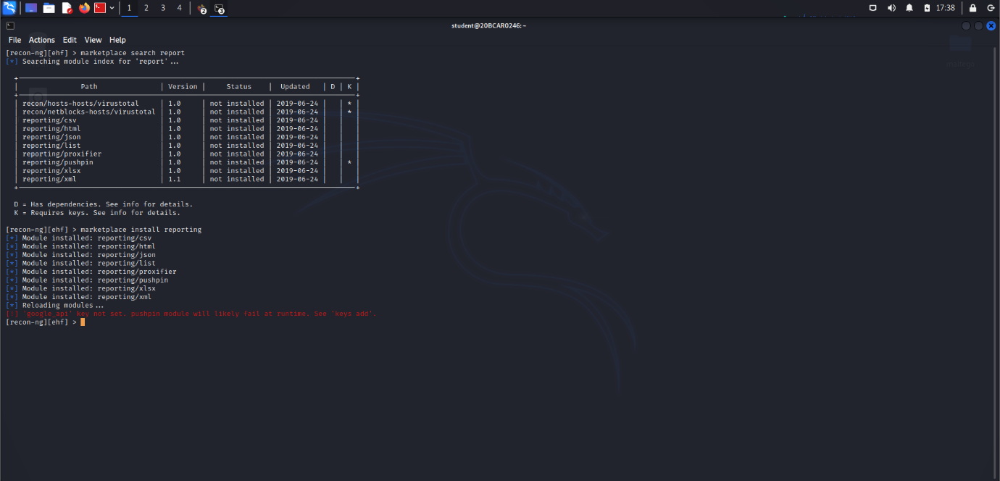 1 2 3 4 2 3 17:38
student@20BCAR0246: ~
File Actions Edit View Help
[recon-ng][ehf] > marketplace search report
[*] Searching module index for 'report'...
| Path | Version | Status | Updated | D | K |
| recon/hosts-hosts/virustotal | 1.0 | not installed | 2019-06-24 | | * |
| recon/netblocks-hosts/virustotal | 1.0 | not installed | 2019-06-24 | | * |
| reporting/csv | 1.0 | not installed | 2019-06-24 | | |
| reporting/html | 1.0 | not installed | 2019-06-24 | | |
| reporting/json | 1.0 | not installed | 2019-06-24 | | |
| reporting/list | 1.0 | not installed | 2019-06-24 | | |
| reporting/proxifier | 1.0 | not installed | 2019-06-24 | | |
| reporting/pushpin | 1.0 | not installed | 2019-06-24 | | * |
| reporting/xlsx | 1.0 | not installed | 2019-06-24 | | |
| reporting/xml | 1.1 | not installed | 2019-06-24 | | |
D = Has dependencies. See info for details.
K = Requires keys. See info for details.
[recon-ng][ehf] > marketplace install reporting
[*] Module installed: reporting/csv
[*] Module installed: reporting/html
[*] Module installed: reporting/json
[*] Module installed: reporting/list
[*] Module installed: reporting/proxifier
[*] Module installed: reporting/pushpin
[*] Module installed: reporting/xlsx
[*] Module installed: reporting/xml
[*] Reloading modules...
[!] 'google_api' key not set. pushpin module will likely fail at runtime. See 'keys add'.
[recon-ng][ehf] >